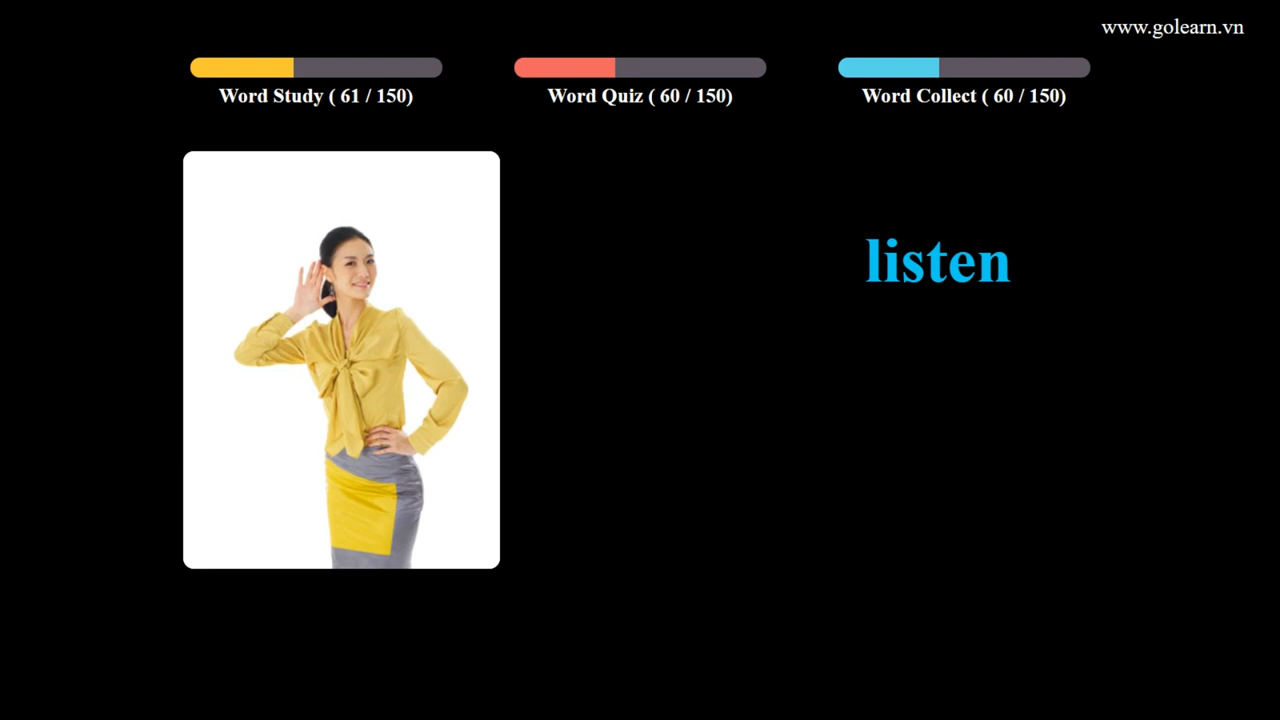 www.golearn.vn
Word Study ( 61 / 150)
Word Quiz ( 60 / 150)
Word Collect ( 60 / 150)
listen